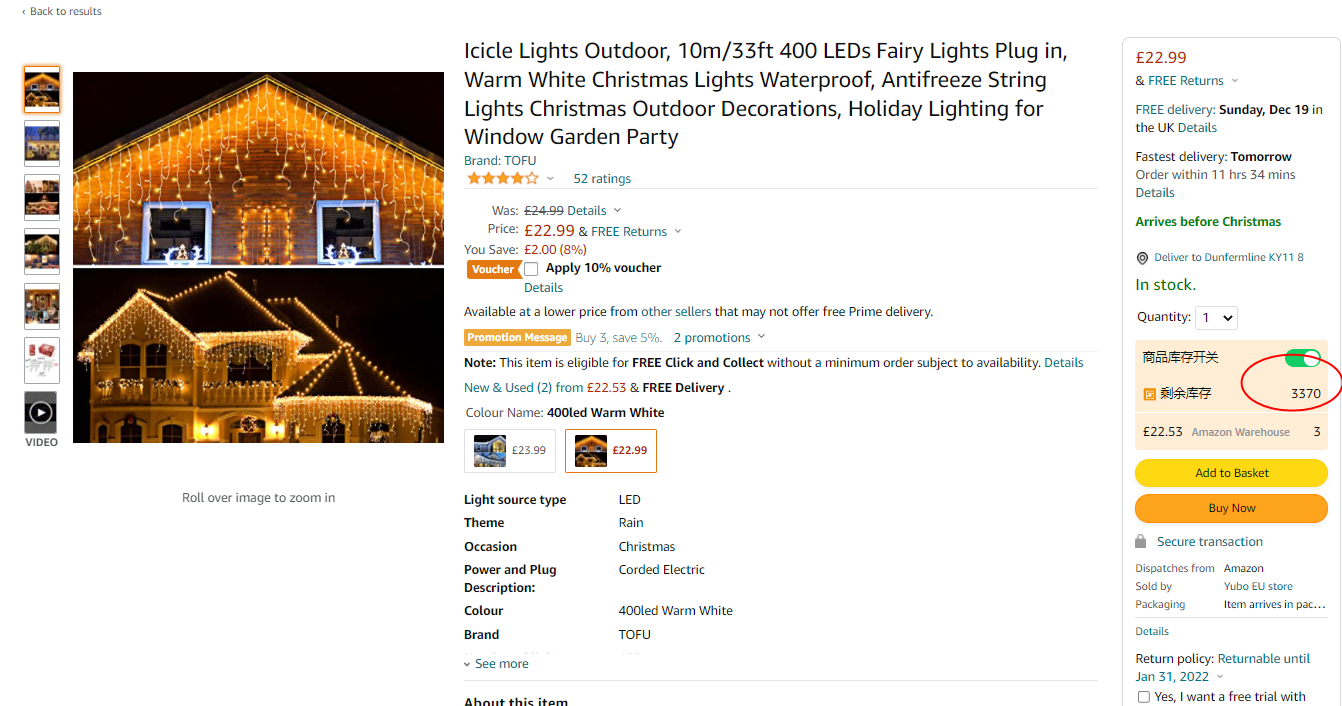 ‹ Back to results
VIDEO
Roll over image to zoom in
Icicle Lights Outdoor, 10m/33ft 400 LEDs Fairy Lights Plug in,
Warm White Christmas Lights Waterproof, Antifreeze String
Lights Christmas Outdoor Decorations, Holiday Lighting for
Window Garden Party
Brand: TOFU
52 ratings
Was: £24.99 Details
Price: £22.99 & FREE Returns
You Save: £2.00 (8%)
Voucher Apply 10% voucher
Details
Available at a lower price from other sellers that may not offer free Prime delivery.
Promotion Message Buy 3, save 5%. 2 promotions
Note: This item is eligible for FREE Click and Collect without a minimum order subject to availability. Details
New & Used (2) from £22.53 & FREE Delivery .
Colour Name: 400led Warm White
£23.99 £22.99
Light source type LED
Theme Rain
Occasion Christmas
Power and Plug Corded Electric
Description:
Colour 400led Warm White
Brand TOFU
See more
About this item
£22.99
& FREE Returns
FREE delivery: Sunday, Dec 19 in
the UK Details
Fastest delivery: Tomorrow
Order within 11 hrs 34 mins
Details
Arrives before Christmas
Deliver to Dunfermline KY11 8
In stock.
Quantity: 1
商品库存开关
剩余库存 3370
£22.53 Amazon Warehouse 3
Add to Basket
Buy Now
Secure transaction
Dispatches from Amazon
Sold by Yubo EU store
Packaging Item arrives in pac...
Details
Return policy: Returnable until
Jan 31, 2022
Yes, I want a free trial with